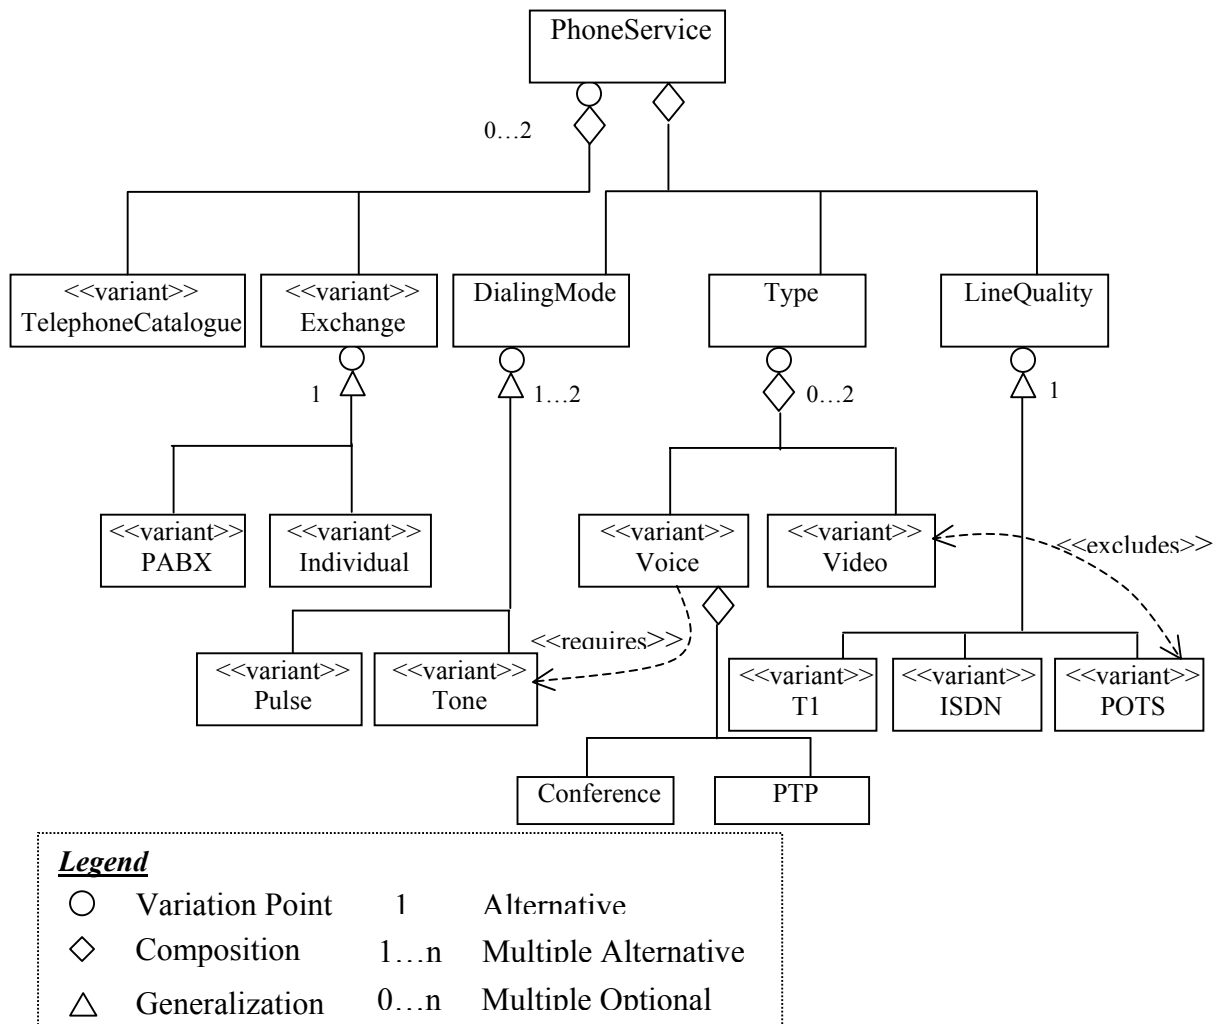 PhoneService
0...2
<<variant>>
TelephoneCatalogue
<<variant>>
Exchange
DialingMode
Type
LineQuality
1
1...2
0...2
1
<<variant>>
PABX
<<variant>>
Individual
<<variant>>
Voice
<<variant>>
Video
<<excludes>>
<<requires>>
<<variant>>
Pulse
<<variant>>
Tone
<<variant>>
T1
<<variant>>
ISDN
<<variant>>
POTS
Conference
PTP
Legend
Variation Point 1 Alternative
Composition 1...n Multiple Alternative
Generalization 0...n Multiple Optional